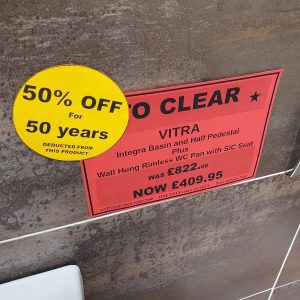 50% OFF
For
50 years
DEDUCTED FROM
THIS PRODUCT
TO CLEAR
VITRA
Integra Basin and Half Pedestal
Plus
Wall Hung Rimless WC Pan with S/C Seat
WAS £822.00
NOW £409.95